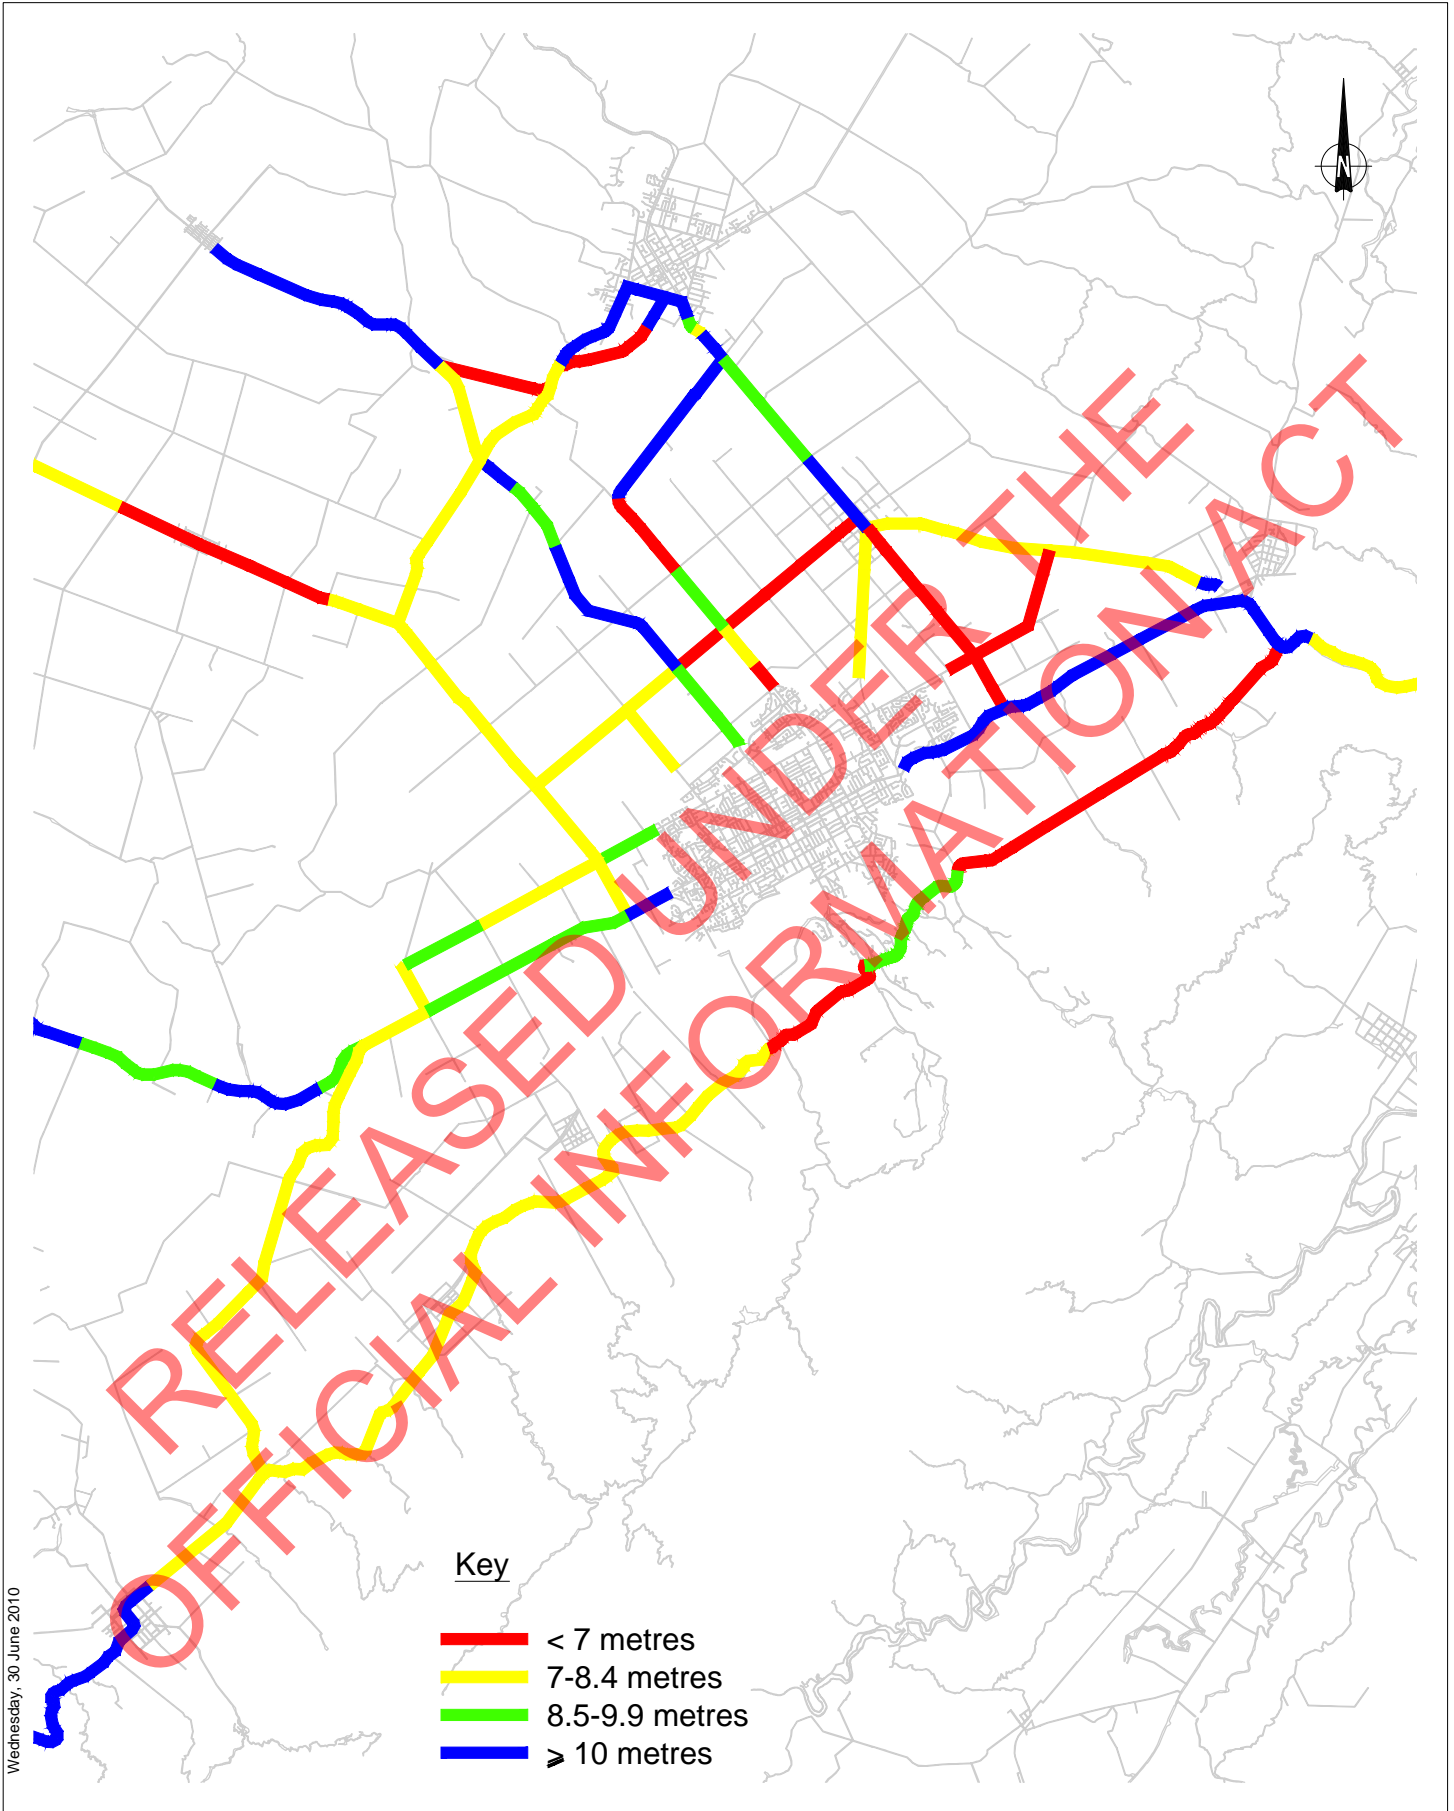 N
RELEASED UNDER THE
OFFICIAL INFORMATION ACT
Key
< 7 metres
7-8.4 metres
8.5-9.9 metres
⩾ 10 metres
Wednesday, 30 June 2010